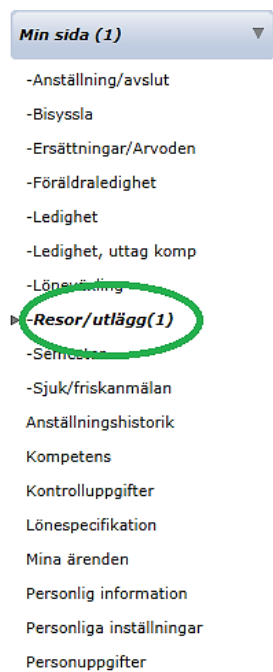 Min sida (1)
-Anställning/avslut
-Bisyssla
-Ersättningar/Arvoden
-Föräldraledighet
-Ledighet
-Ledighet, uttag komp
-Löneväxling
-Resor/utlägg(1)
-Semester
-Sjuk/friskanmälan
Anställningshistorik
Kompetens
Kontrolluppgifter
Lönespecifikation
Mina ärenden
Personlig information
Personliga inställningar
Personuppgifter